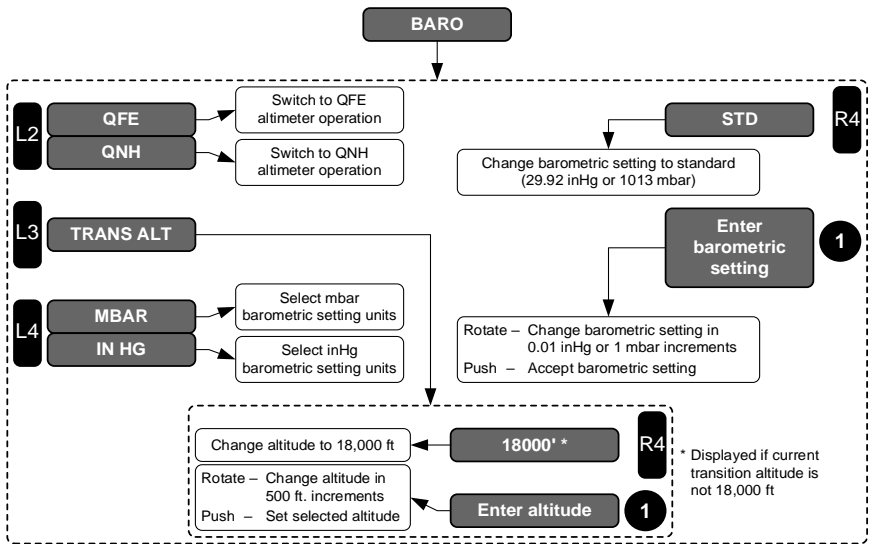 BARO
L2
QFE
Switch to QFE
altimeter operation
QNH
Switch to QNH
altimeter operation
STD
R4
Change barometric setting to standard
(29.92 inHg or 1013 mbar)
L3
TRANS ALT
Enter
barometric
setting
1
L4
MBAR
Select mbar
barometric setting units
IN HG
Select inHg
barometric setting units
Rotate – Change barometric setting in
0.01 inHg or 1 mbar increments
Push – Accept barometric setting
Change altitude to 18,000 ft
18000' *
R4
Rotate – Change altitude in
500 ft. increments
Push – Set selected altitude
Enter altitude
1
* Displayed if current
transition altitude is
not 18,000 ft